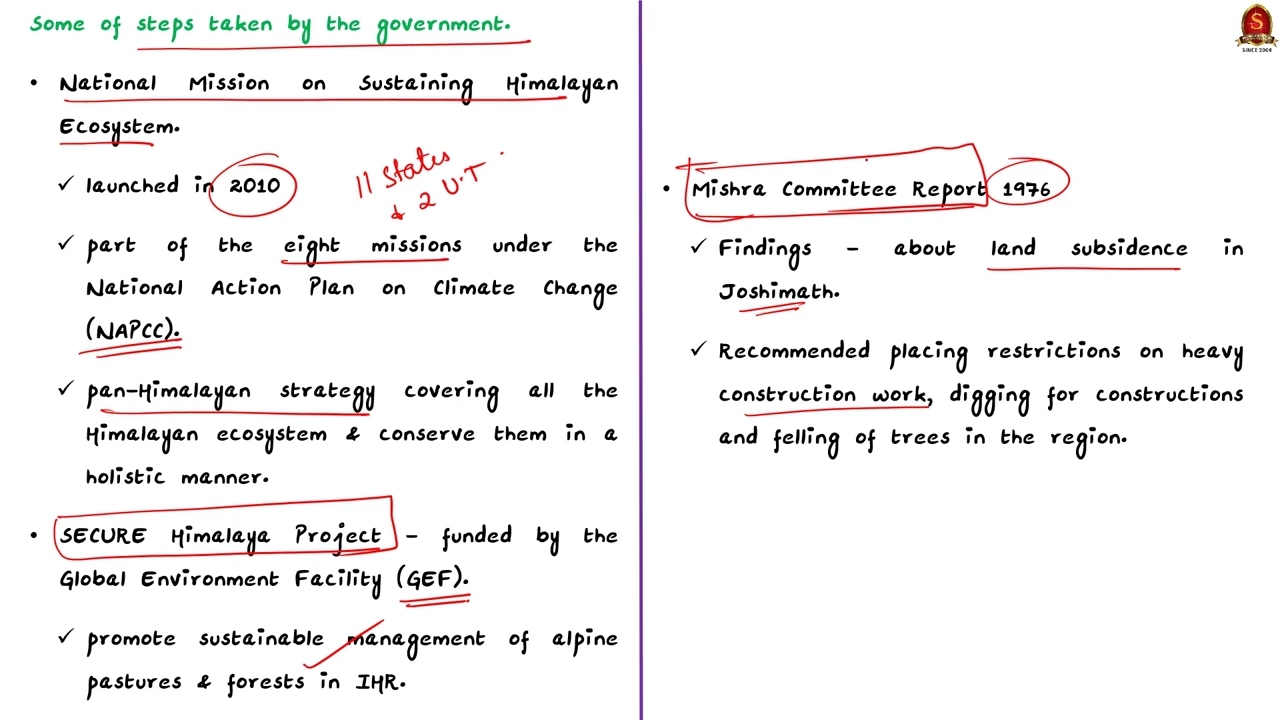 Some of steps taken by the government.
• National Mission on Sustaining Himalayan
Ecosystem.
✓ launched in 2010
11 States
& 2 U.T
✓ part of the eight missions under the
National Action Plan on Climate Change
(NAPCC).
✓ pan-Himalayan strategy covering all the
Himalayan ecosystem & conserve them in a
holistic manner.
• SECURE Himalaya Project - funded by the
Global Environment Facility (GEF).
✓ promote sustainable management of alpine
pastures & forests in IHR.
• Mishra Committee Report 1976
✓ Findings - about land subsidence in
Joshimath.
✓ Recommended placing restrictions on heavy
construction work, digging for constructions
and felling of trees in the region.
S
SINCE 2004